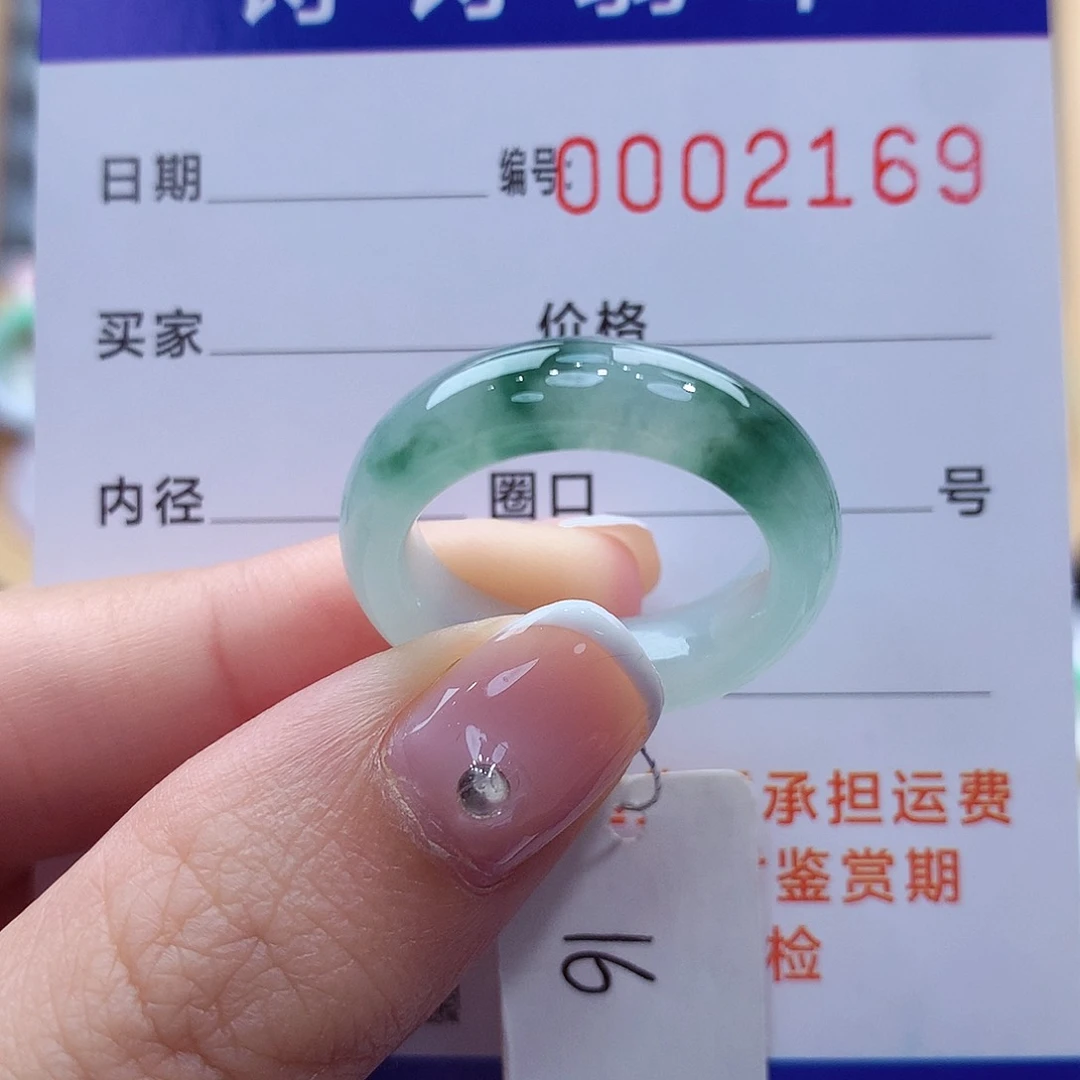 日期 编号:0002169
买家 价格
内径 圈口 号
承担运费
鉴赏期
检
16